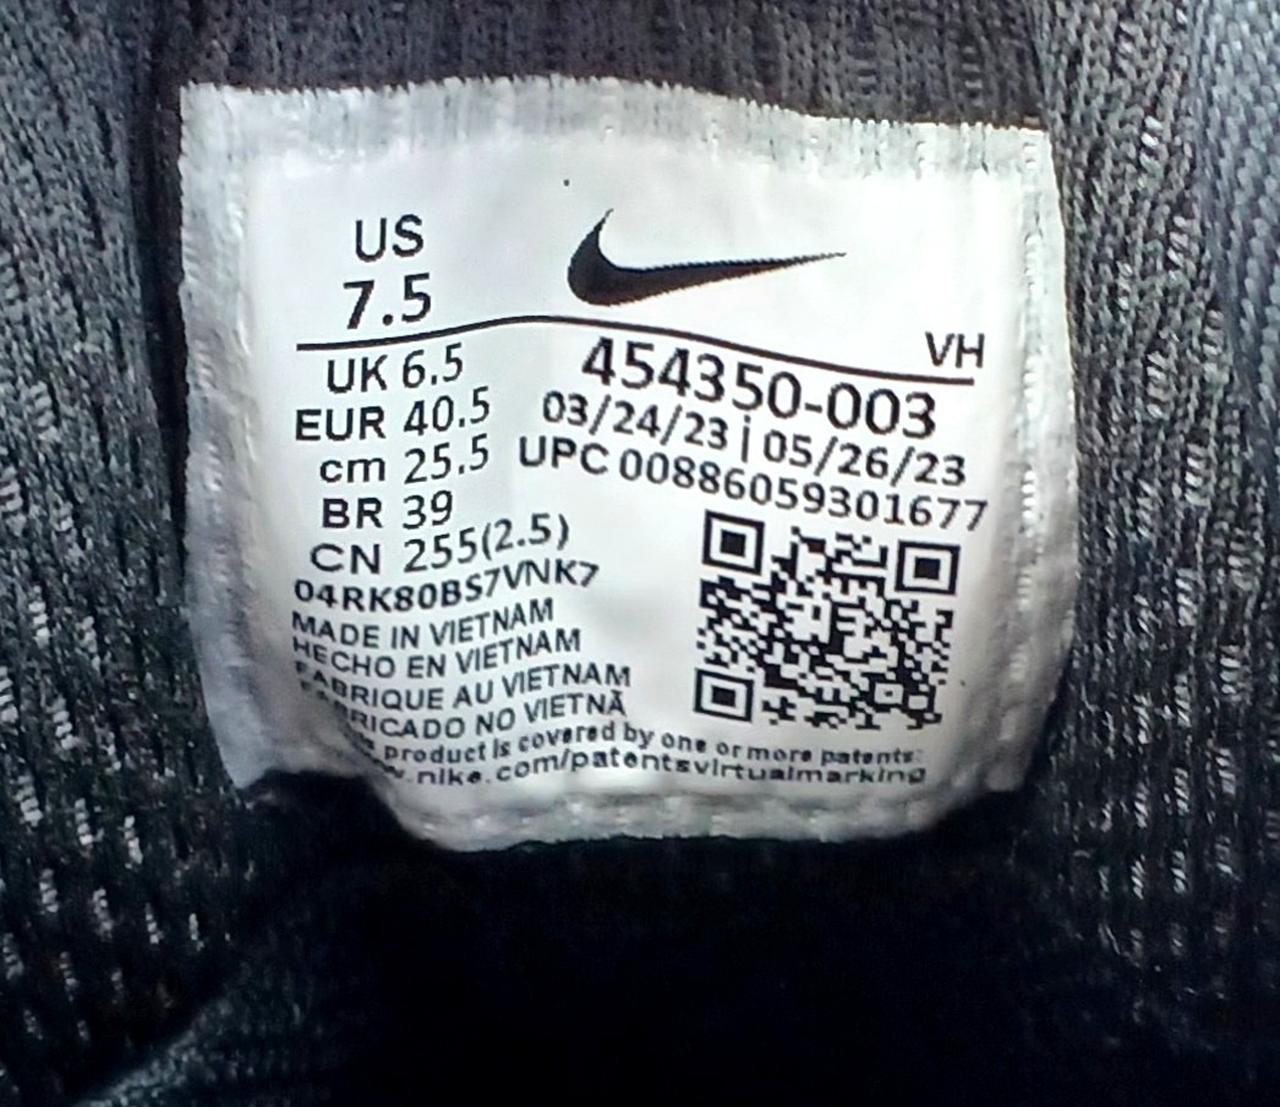 US
7.5
UK 6.5
EUR 40.5
cm 25.5
BR 39
CN 255(2.5)
04RK80BS7VNK7
MADE IN VIETNAM
HECHO EN VIETNAM
FABRIQUE AU VIETNAM
FABRICADO NO VIETNÃ
VH
454350-003
03/24/23 | 05/26/23
UPC 00886059301677
product is covered by one or more patents:
.nike.com/patentsvirtualmarking